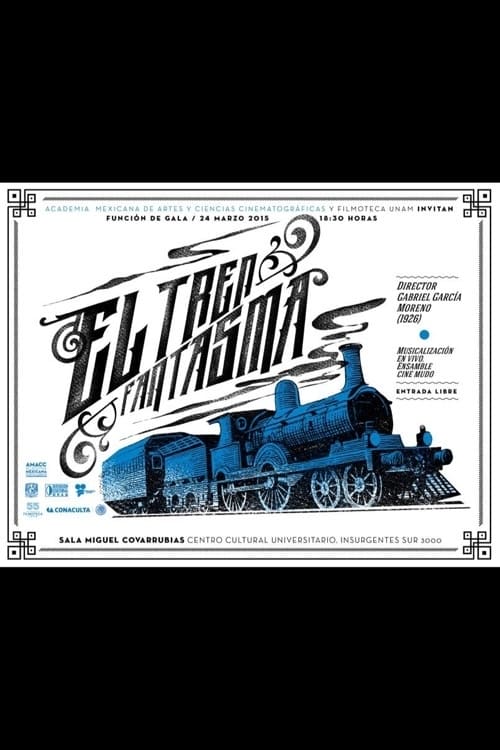 ACADEMIA MEXICANA DE ARTES Y CIENCIAS CINEMATOGRÁFICAS Y FILMOTECA UNAM INVITAN
FUNCIÓN DE GALA / 24 MARZO 2015 18:30 HORAS
EL TREN
FANTASMA
DIRECTOR
GABRIEL GARCÍA
MORENO
(1926)
MUSICALIZACIÓN
EN VIVO,
ENSAMBLE
CINE MUDO
ENTRADA LIBRE
AMACC
55
CONACULTA
SALA MIGUEL COVARRUBIAS CENTRO CULTURAL UNIVERSITARIO, INSURGENTES SUR 3000